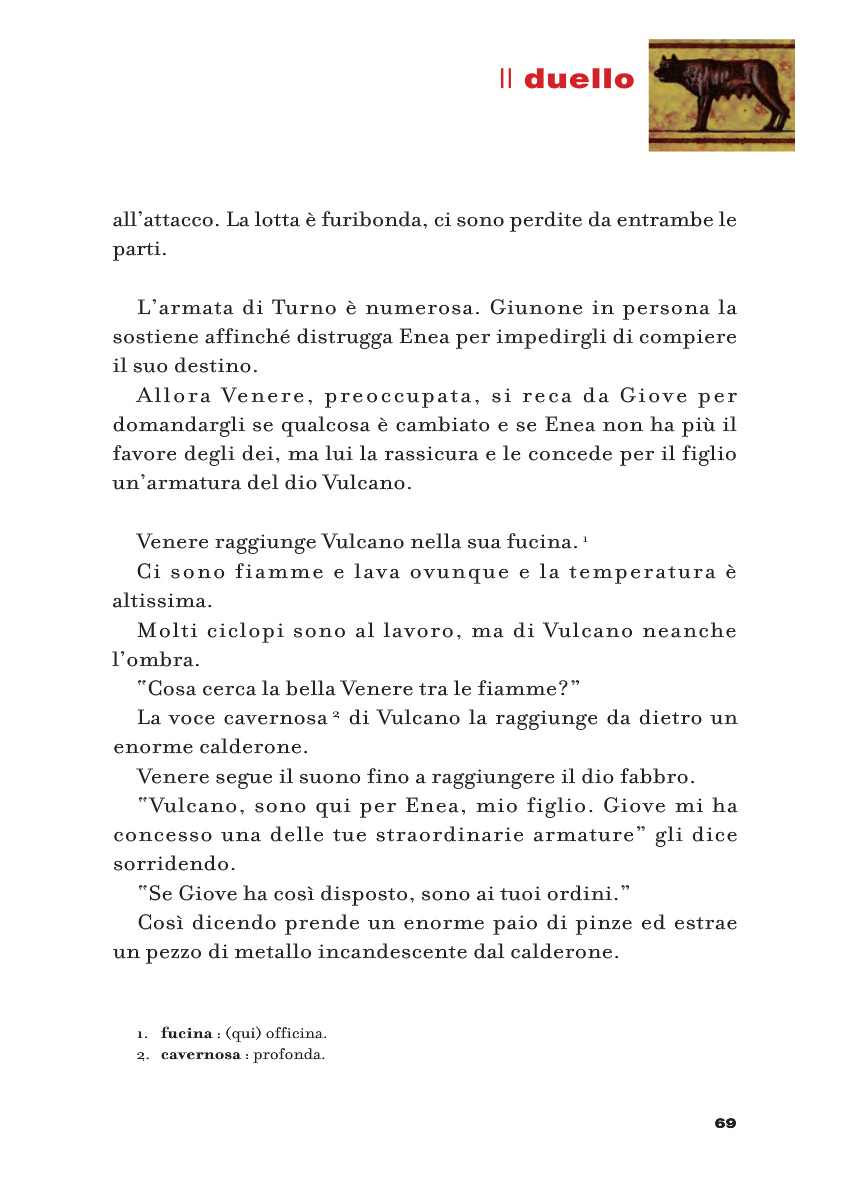 Il duello
all’attacco. La lotta è furibonda, ci sono perdite da entrambe le
parti.
L’armata di Turno è numerosa. Giunone in persona la
sostiene affinché distrugga Enea per impedirgli di compiere
il suo destino.
Allora Venere, preoccupata, si reca da Giove per
domandargli se qualcosa è cambiato e se Enea non ha più il
favore degli dei, ma lui la rassicura e le concede per il figlio
un’armatura del dio Vulcano.
Venere raggiunge Vulcano nella sua fucina. 1
Ci sono fiamme e lava ovunque e la temperatura è
altissima.
Molti ciclopi sono al lavoro, ma di Vulcano neanche
l’ombra.
‟Cosa cerca la bella Venere tra le fiamme?”
La voce cavernosa 2 di Vulcano la raggiunge da dietro un
enorme calderone.
Venere segue il suono fino a raggiungere il dio fabbro.
‟Vulcano, sono qui per Enea, mio figlio. Giove mi ha
concesso una delle tue straordinarie armature” gli dice
sorridendo.
‟Se Giove ha così disposto, sono ai tuoi ordini.”
Così dicendo prende un enorme paio di pinze ed estrae
un pezzo di metallo incandescente dal calderone.
1. fucina : (qui) officina.
2. cavernosa : profonda.
69